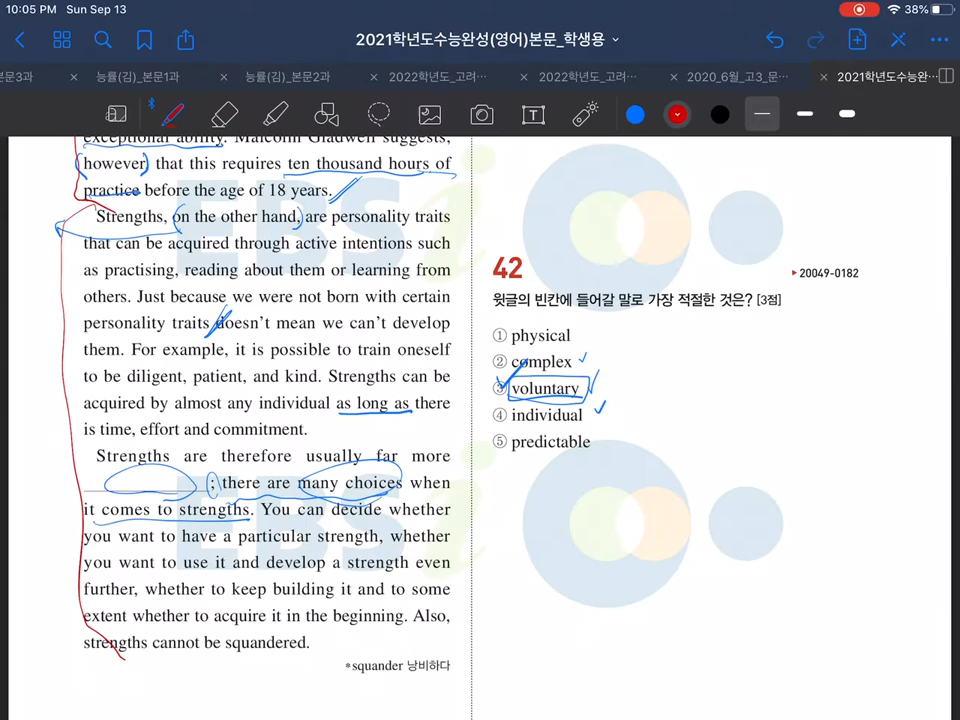 10:05 PM Sun Sep 13
38%
2021학년도수능완성(영어)본문_학생용
본문3과
능률(김)_본문1과
능률(김)_본문2과
2022학년도_고려…
2022학년도_고려…
2020_6월_고3_문…
2021학년도수능완…
exceptional ability. Malcolm Gladwell suggests,
however, that this requires ten thousand hours of
practice before the age of 18 years.
Strengths, on the other hand, are personality traits
that can be acquired through active intentions such
as practising, reading about them or learning from
others. Just because we were not born with certain
personality traits doesn't mean we can't develop
them. For example, it is possible to train oneself
to be diligent, patient, and kind. Strengths can be
acquired by almost any individual as long as there
is time, effort and commitment.
Strengths are therefore usually far more
; there are many choices when
it comes to strengths. You can decide whether
you want to have a particular strength, whether
you want to use it and develop a strength even
further, whether to keep building it and to some
extent whether to acquire it in the beginning. Also,
strengths cannot be squandered.
*squander 낭비하다
42
20049-0182
윗글의 빈칸에 들어갈 말로 가장 적절한 것은? [3점]
① physical
② complex
③ voluntary
④ individual
⑤ predictable
EBSi
EBSi